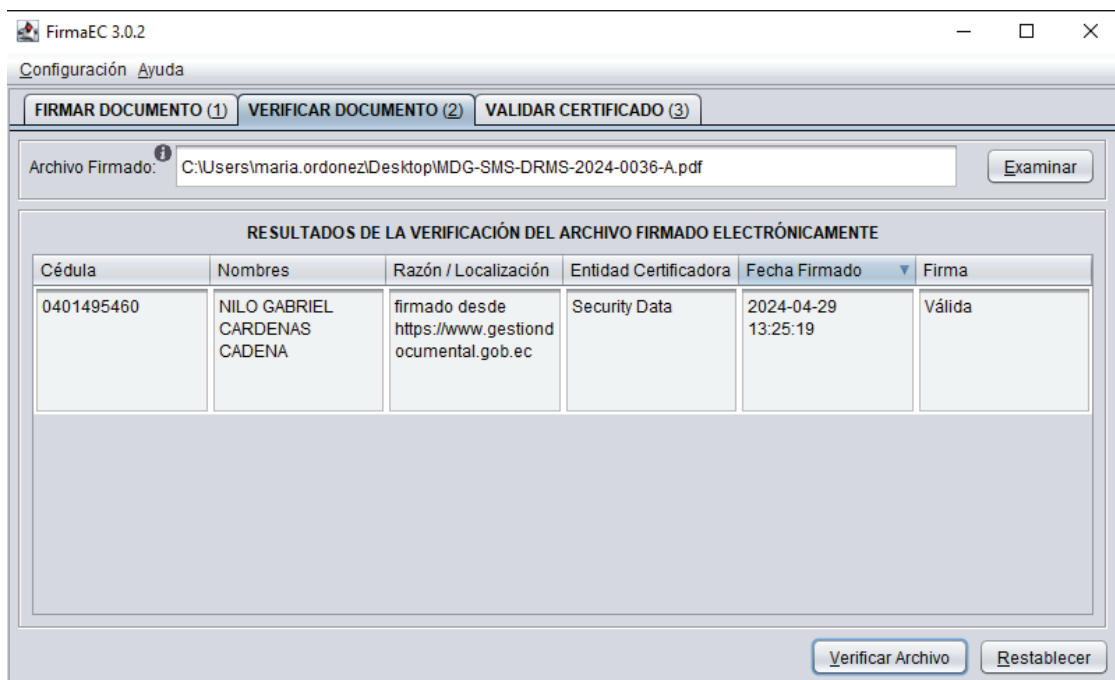 FirmaEC 3.0.2
Configuración Ayuda
FIRMAR DOCUMENTO (1) VERIFICAR DOCUMENTO (2) VALIDAR CERTIFICADO (3)
Archivo Firmado: C:\Users\maria.ordonez\Desktop\MDG-SMS-DRMS-2024-0036-A.pdf Examinar
RESULTADOS DE LA VERIFICACIÓN DEL ARCHIVO FIRMADO ELECTRÓNICAMENTE
Cédula Nombres Razón / Localización Entidad Certificadora Fecha Firmado Firma
0401495460 NILO GABRIEL firmado desde Security Data 2024-04-29 Válida
CARDENAS https://www.gestiond 13:25:19
CADENA ocumental.gob.ec
Verificar Archivo Restablecer